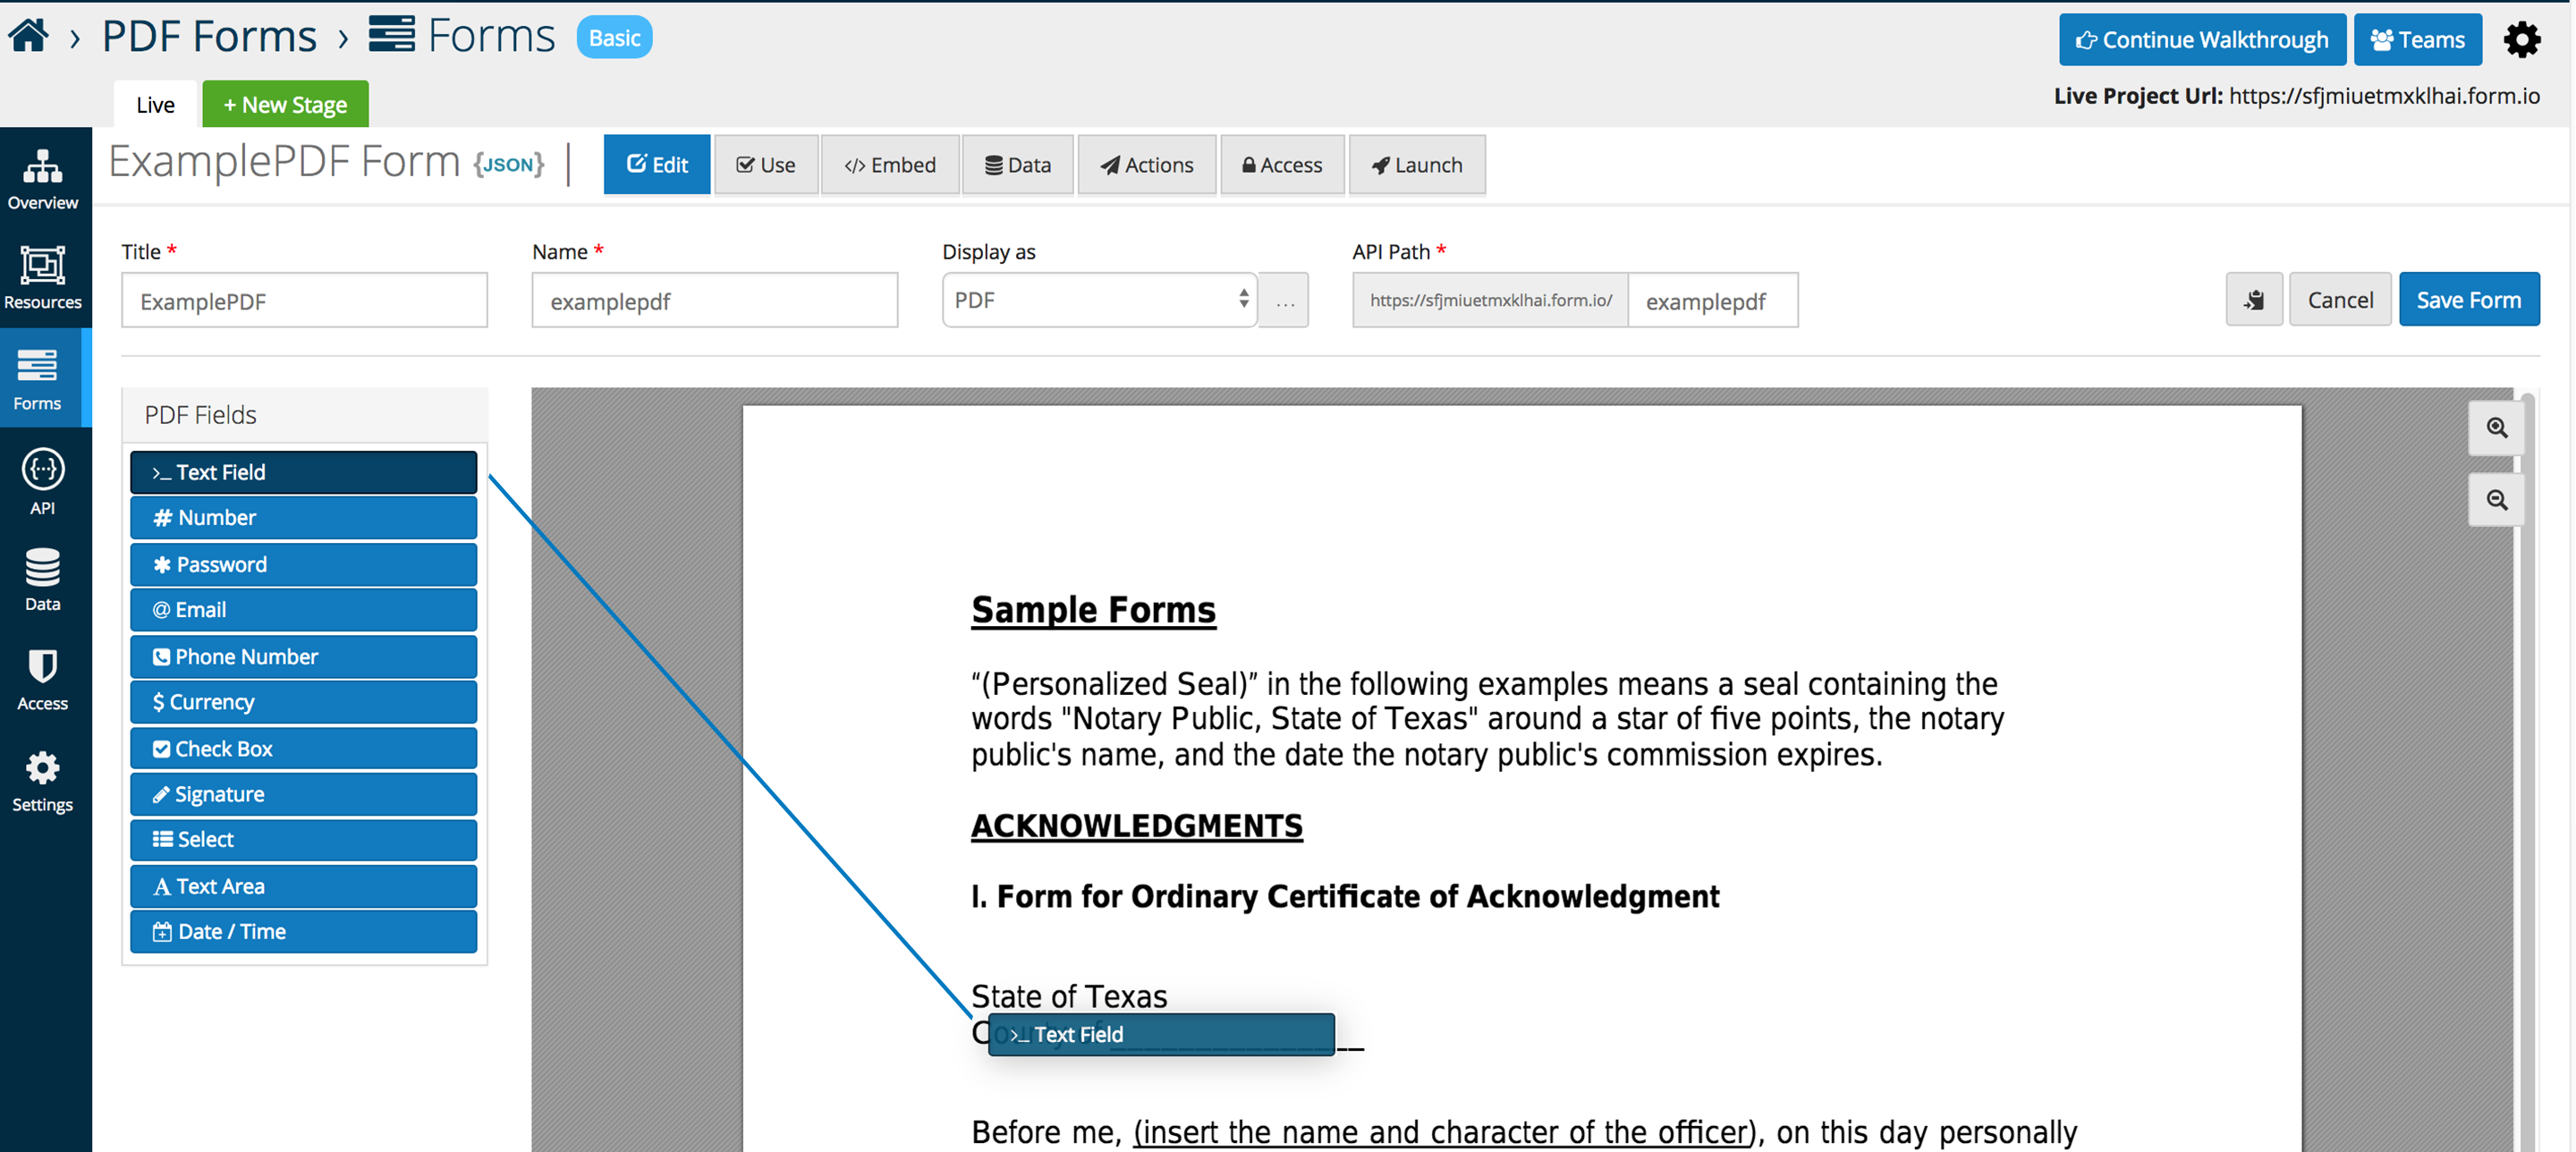 › PDF Forms › Forms Basic
Continue Walkthrough Teams
Live + New Stage
Live Project Url: https://sfjmiuetmxklhai.form.io
ExamplePDF Form {JSON} | Edit Use </> Embed Data Actions Access Launch
Overview
Resources
Forms
API
Data
Access
Settings
Title * Name * Display as API Path *
ExamplePDF examplepdf PDF ... https://sfjmiuetmxklhai.form.io/ examplepdf Cancel Save Form
PDF Fields
>_ Text Field
# Number
✱ Password
@ Email
Phone Number
$ Currency
Check Box
Signature
Select
A Text Area
Date / Time
Sample Forms
“(Personalized Seal)” in the following examples means a seal containing the
words "Notary Public, State of Texas" around a star of five points, the notary
public's name, and the date the notary public's commission expires.
ACKNOWLEDGMENTS
I. Form for Ordinary Certificate of Acknowledgment
State of Texas
>_ Text Field
Before me, (insert the name and character of the officer), on this day personally